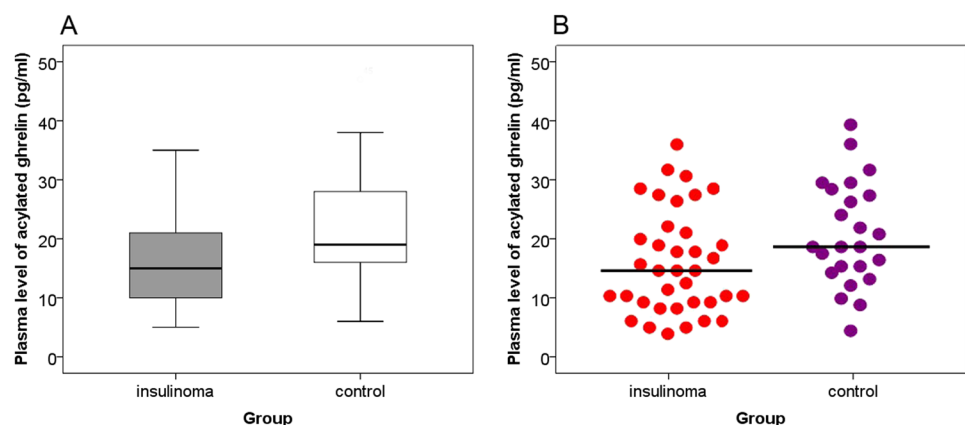 A
Plasma level of acylated ghrelin (pg/ml)
50
40
30
20
10
0
insulinoma control
Group
B
Plasma level of acylated ghrelin (pg/ml)
50
40
30
20
10
0
insulinoma control
Group